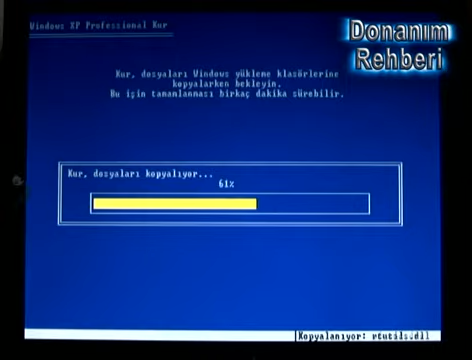 Windows XP Professional Kur
Donanım
Rehberi
Kur, dosyaları Windows yükleme klasörlerine
kopyalarken bekleyin.
Bu işin tamamlanması birkaç dakika sürebilir.
Kur, dosyaları kopyalıyor...
61%
Kopyalanıyor: rtutils.dll